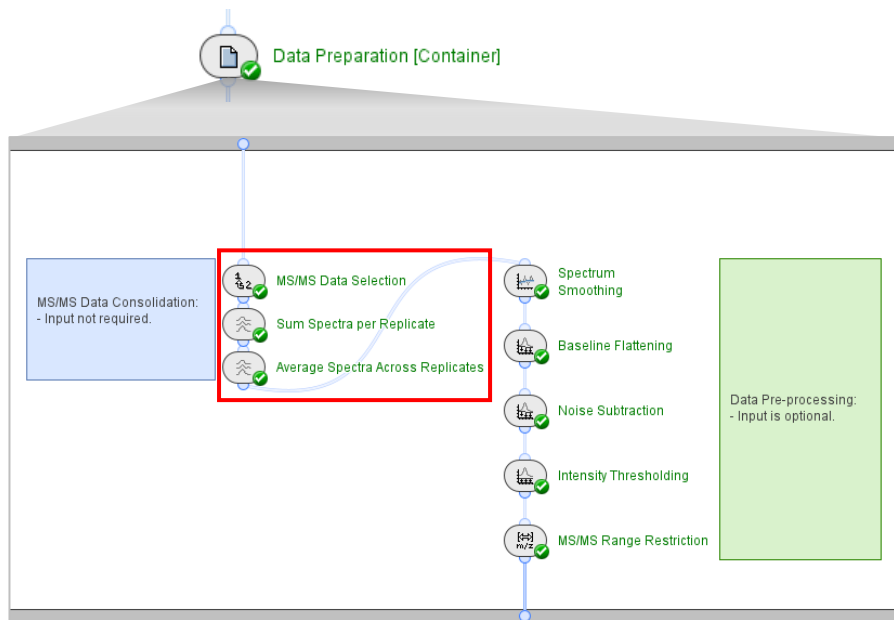 Data Preparation [Container]
MS/MS Data Consolidation:
- Input not required.
MS/MS Data Selection
Sum Spectra per Replicate
Average Spectra Across Replicates
Spectrum
Smoothing
Baseline Flattening
Noise Subtraction
Intensity Thresholding
[↔]
m/z
MS/MS Range Restriction
Data Pre-processing:
- Input is optional.